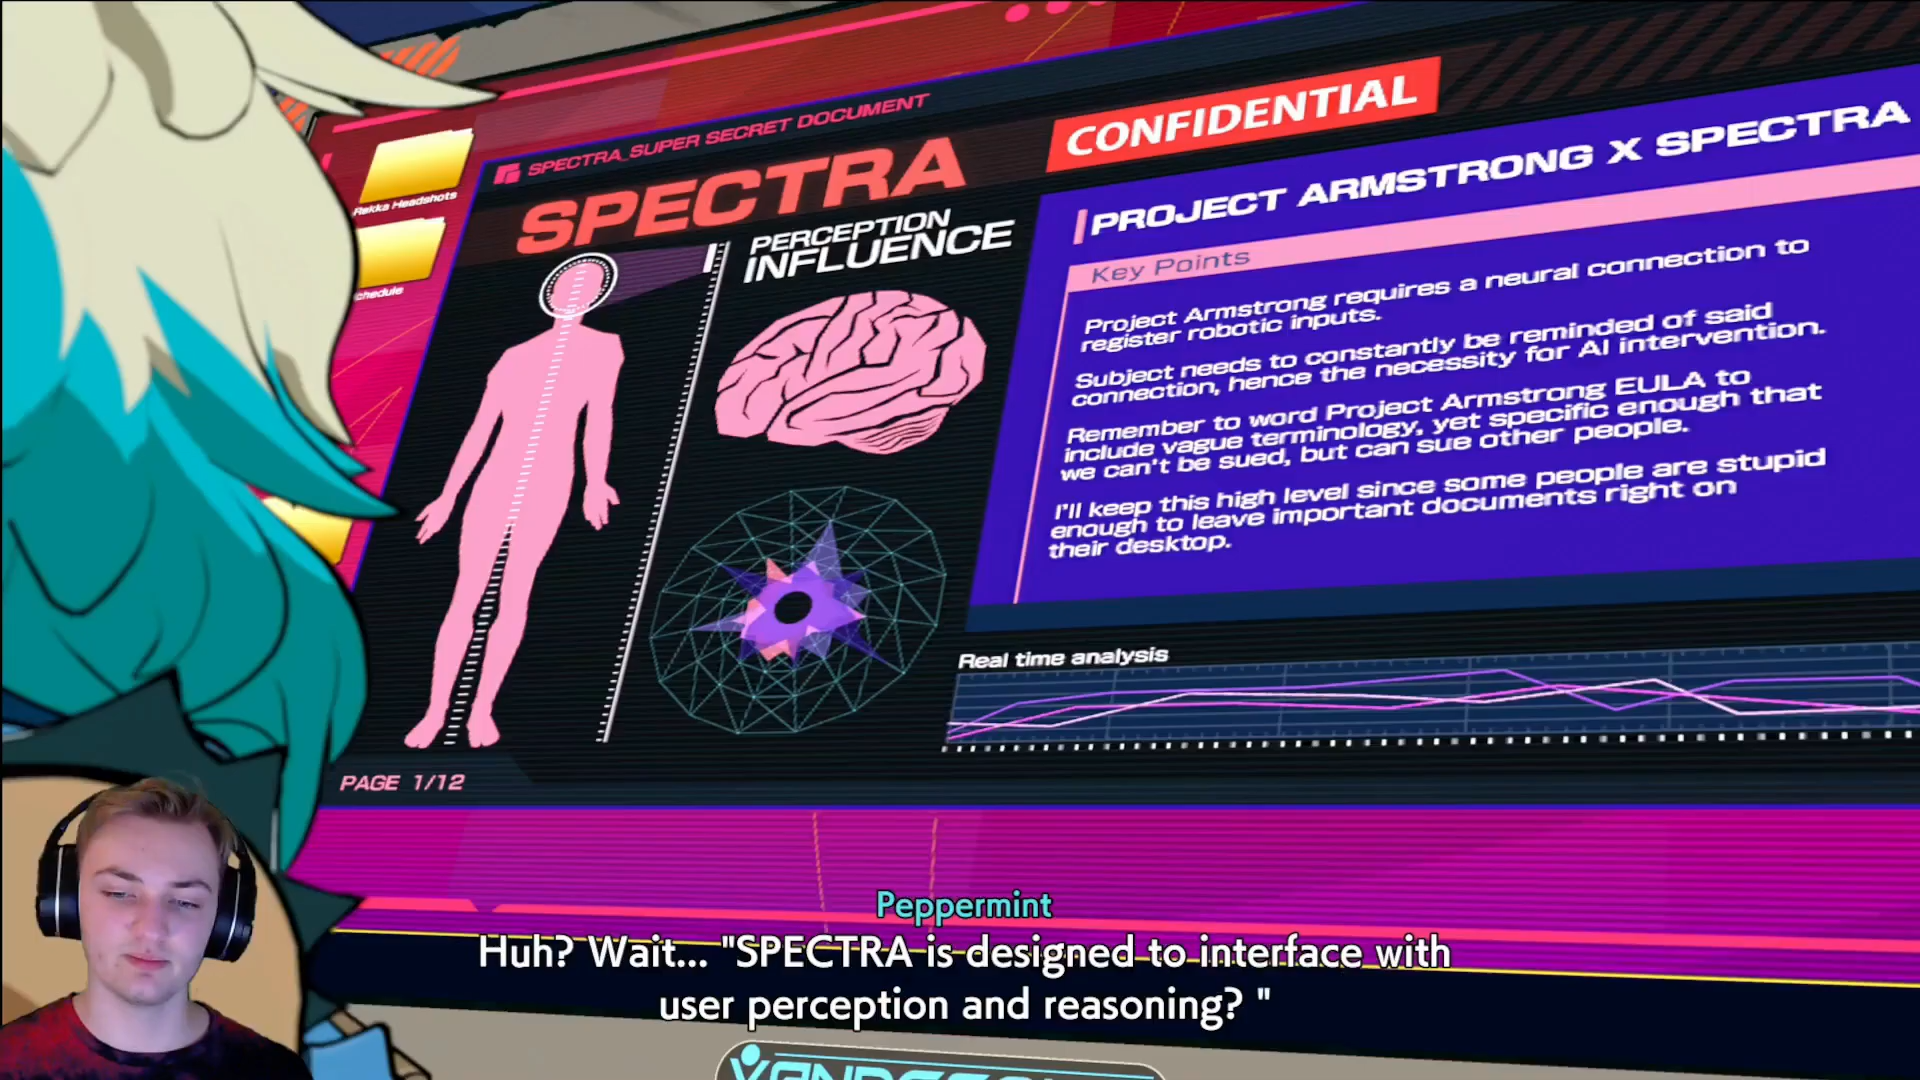 SPECTRA_SUPER SECRET DOCUMENT
CONFIDENTIAL
SPECTRA
PERCEPTION
INFLUENCE
Rekka Headshots
chedule
PROJECT ARMSTRONG X SPECTRA
Key Points
Project Armstrong requires a neural connection to
register robotic inputs.
Subject needs to constantly be reminded of said
connection, hence the necessity for AI intervention.
Remember to word Project Armstrong EULA to
include vague terminology, yet specific enough that
we can't be sued, but can sue other people.
I'll keep this high level since some people are stupid
enough to leave important documents right on
their desktop.
Real time analysis
PAGE 1/12
Peppermint
Huh? Wait... "SPECTRA is designed to interface with
user perception and reasoning? "